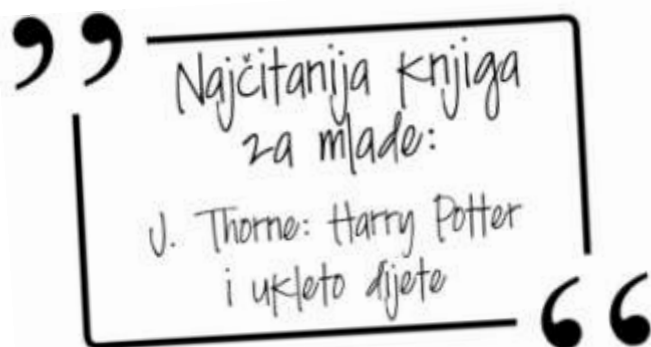 Najčitanija knjiga
za mlade:
J. Thorne: Harry Potter
i ukleto dijete